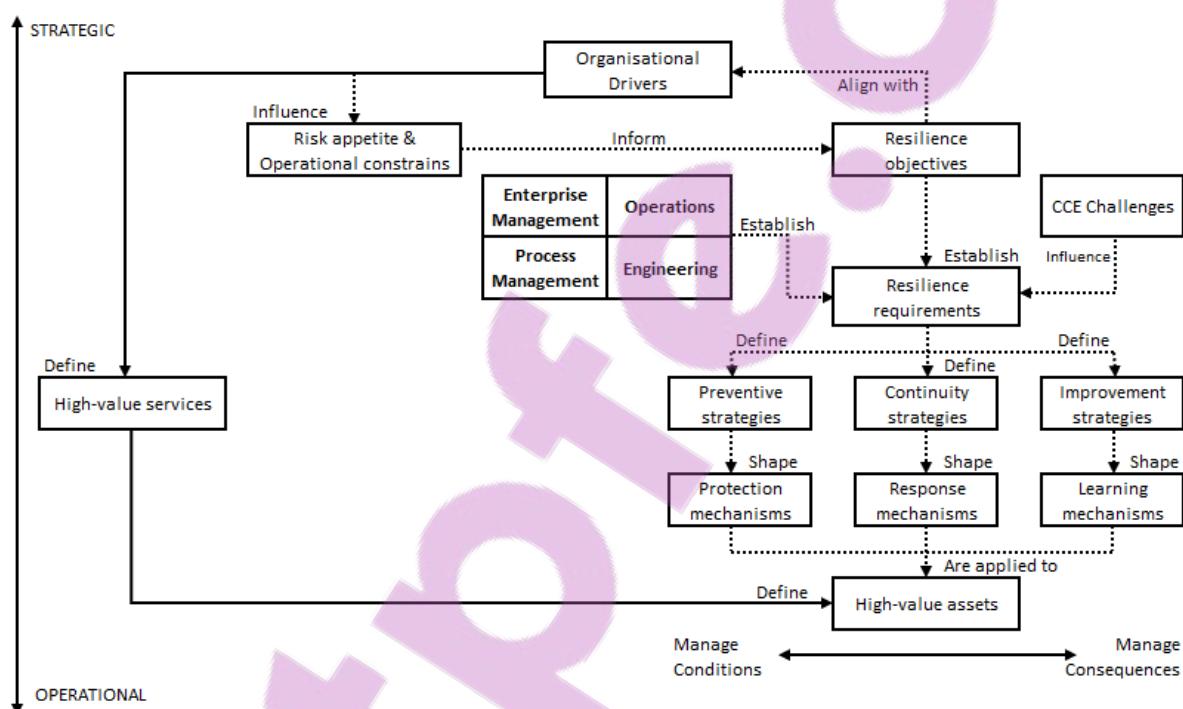 STRATEGIC
Organisational
Drivers
Align with
Influence
Risk appetite &
Operational constrains
Inform
Resilience
objectives
Enterprise
Management
Operations
Process
Management
Engineering
Establish
CCE Challenges
Establish
Influence
Resilience
requirements
Define
Define
Define
Define
High-value services
Preventive
strategies
Continuity
strategies
Improvement
strategies
Shape
Shape
Shape
Protection
mechanisms
Response
mechanisms
Learning
mechanisms
Are applied to
Define
High-value assets
Manage
Conditions
Manage
Consequences
OPERATIONAL